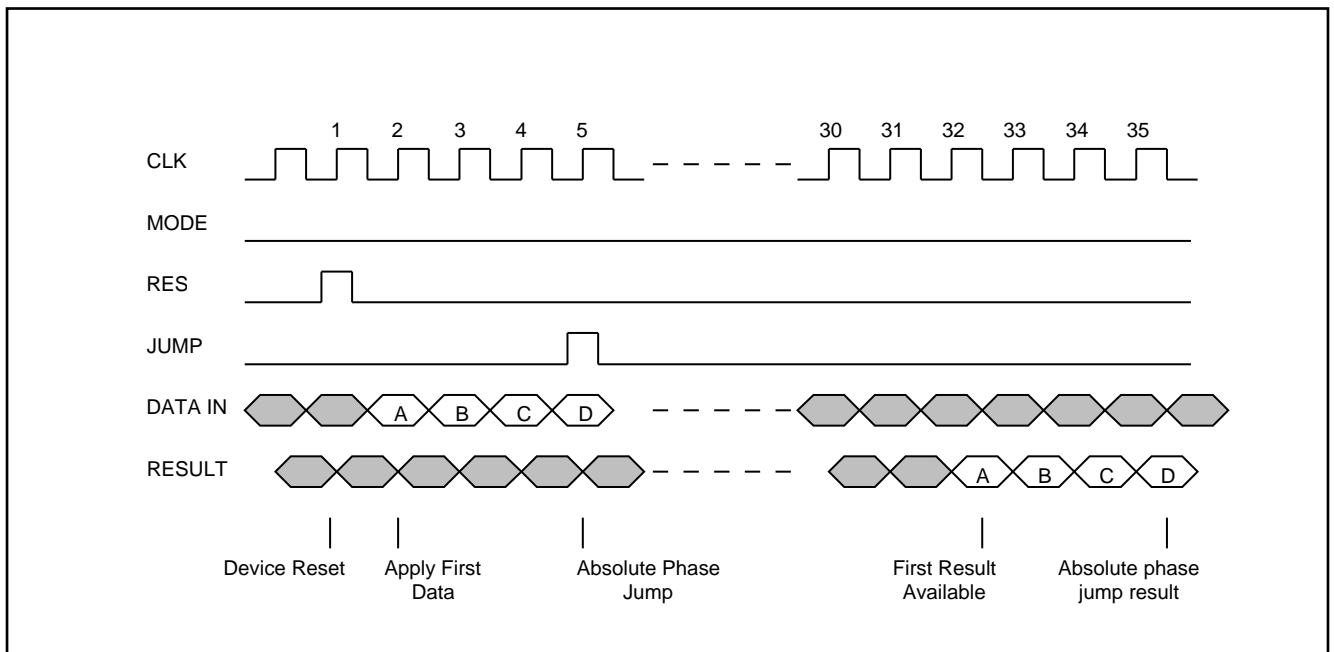 1 2 3 4 5 30 31 32 33 34 35
CLK
MODE
RES
JUMP
DATA IN A B C D
RESULT A B C D
Device Reset
Apply First
Data
Absolute Phase
Jump
First Result
Available
Absolute phase
jump result